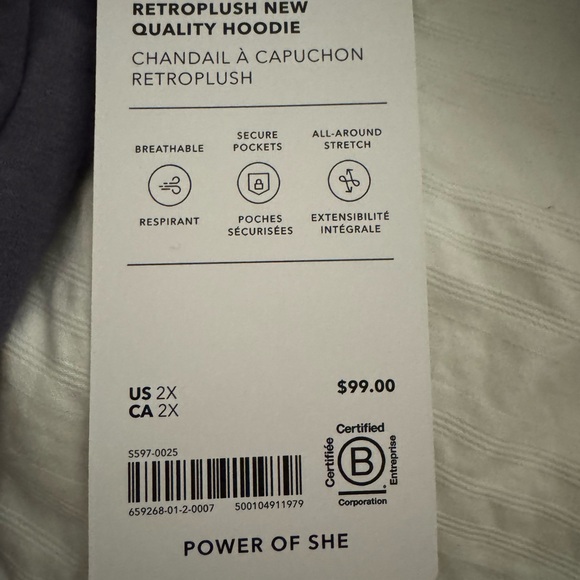 RETROPLUSH NEW
QUALITY HOODIE
CHANDAIL À CAPUCHON
RETROPLUSH
BREATHABLE
RESPIRANT
SECURE
POCKETS
POCHES
SÉCURISÉES
ALL-AROUND
STRETCH
EXTENSIBILITÉ
INTÉGRALE
US 2X
CA 2X
$99.00
S597-0025
659268-01-2-0007 500104911979
Certified
Certifiée
B
Entreprise
Corporation
POWER OF SHE